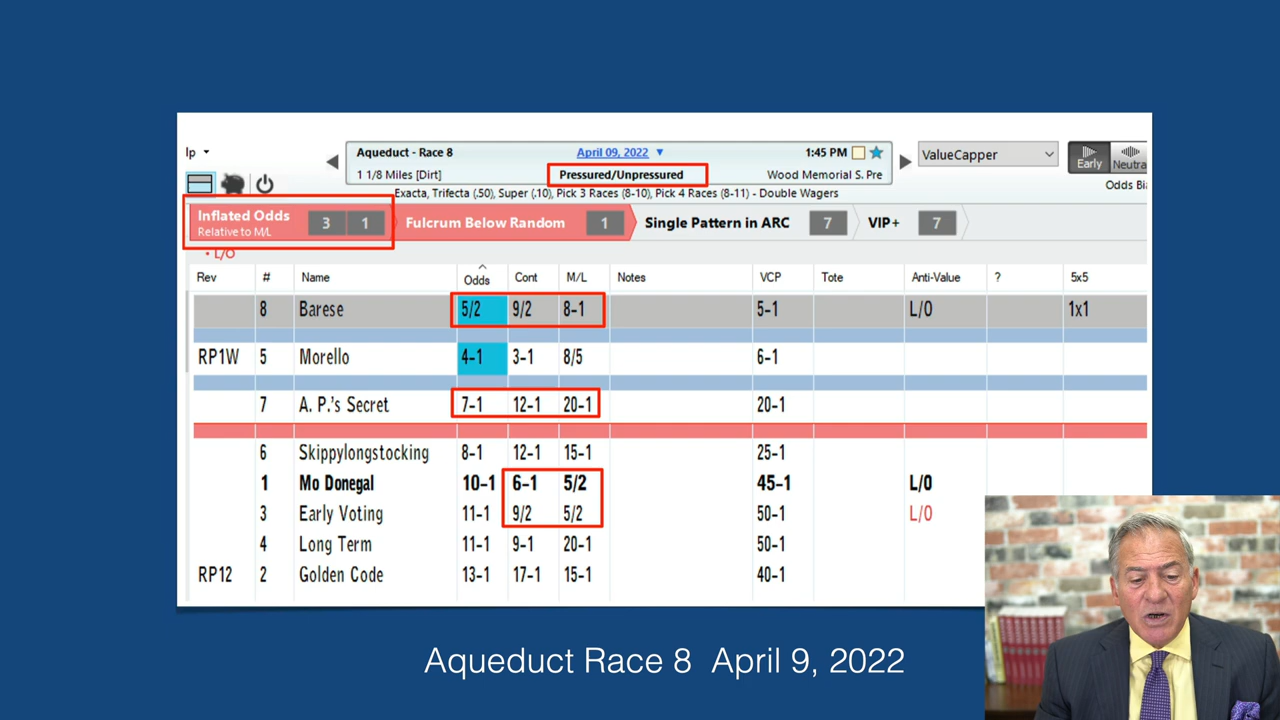 lp
Aqueduct - Race 8 April 09, 2022 1:45 PM
1 1/8 Miles [Dirt] Pressured/Unpressured Wood Memorial S. Pre
ValueCapper
Early Neutra
Exacta, Trifecta (.50), Super (.10), Pick 3 Races (8-10), Pick 4 Races (8-11) - Double Wagers
Odds Bi
Inflated Odds 3 1 Fulcrum Below Random 1 Single Pattern in ARC 7 VIP+ 7
Relative to M/L
• L/O
Rev # Name Odds Cont M/L Notes VCP Tote Anti-Value ? 5x5
8 Barese 5/2 9/2 8-1 5-1 L/O 1x1
RP1W 5 Morello 4-1 3-1 8/5 6-1
7 A. P.'s Secret 7-1 12-1 20-1 20-1
6 Skippylongstocking 8-1 12-1 15-1 25-1
1 Mo Donegal 10-1 6-1 5/2 45-1 L/O
3 Early Voting 11-1 9/2 5/2 50-1 L/O
4 Long Term 11-1 9-1 20-1 50-1
RP12 2 Golden Code 13-1 17-1 15-1 40-1
Aqueduct Race 8 April 9, 2022